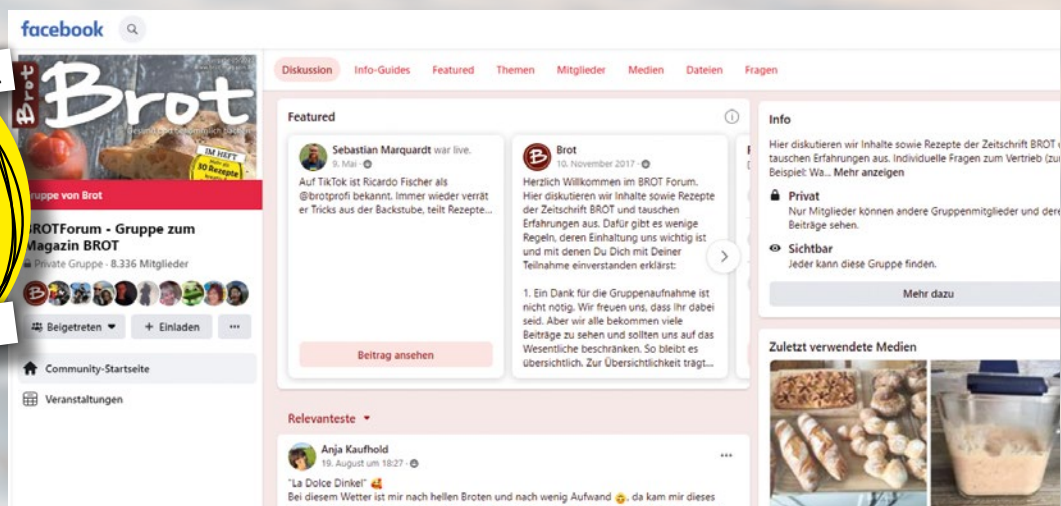 facebook
Brot
Brot
IM HEFT
30 Rezepte
Gruppe von Brot
BROTForum - Gruppe zum
Magazin BROT
Private Gruppe · 8.336 Mitglieder
Beigetreten
+ Einladen
...
Community-Startseite
Veranstaltungen
Diskussion Info-Guides Featured Themen Mitglieder Medien Dateien Fragen
Featured
Sebastian Marquardt war live.
9. Mai ·
Auf TikTok ist Ricardo Fischer als
@brotprofi bekannt. Immer wieder verrät
er Tricks aus der Backstube, teilt Rezepte...
Beitrag ansehen
Brot
10. November 2017 ·
Herzlich Willkommen im BROT Forum.
Hier diskutieren wir Inhalte sowie Rezepte
der Zeitschrift BROT und tauschen
Erfahrungen aus. Dafür gibt es wenige
Regeln, deren Einhaltung uns wichtig ist
und mit denen Du Dich mit Deiner
Teilnahme einverstanden erklärst:
1. Ein Dank für die Gruppenaufnahme ist
nicht nötig. Wir freuen uns, dass Ihr dabei
seid. Aber wir alle bekommen viele
Beiträge zu sehen und sollten uns auf das
Wesentliche beschränken. So bleibt es
übersichtlich. Zur Übersichtlichkeit trägt...
Relevanteste
Anja Kaufhold
19. August um 18:27 ·
...
"La Dolce Dinkel" 🥰
Bei diesem Wetter ist mir nach hellen Broten und nach wenig Aufwand, da kam mir dieses
Info
Hier diskutieren wir Inhalte sowie Rezepte der Zeitschrift BROT
tauschen Erfahrungen aus. Individuelle Fragen zum Vertrieb (zu
Beispiel: Wa... Mehr anzeigen
Privat
Nur Mitglieder können andere Gruppenmitglieder und dere
Beiträge sehen.
Sichtbar
Jeder kann diese Gruppe finden.
Mehr dazu
Zuletzt verwendete Medien